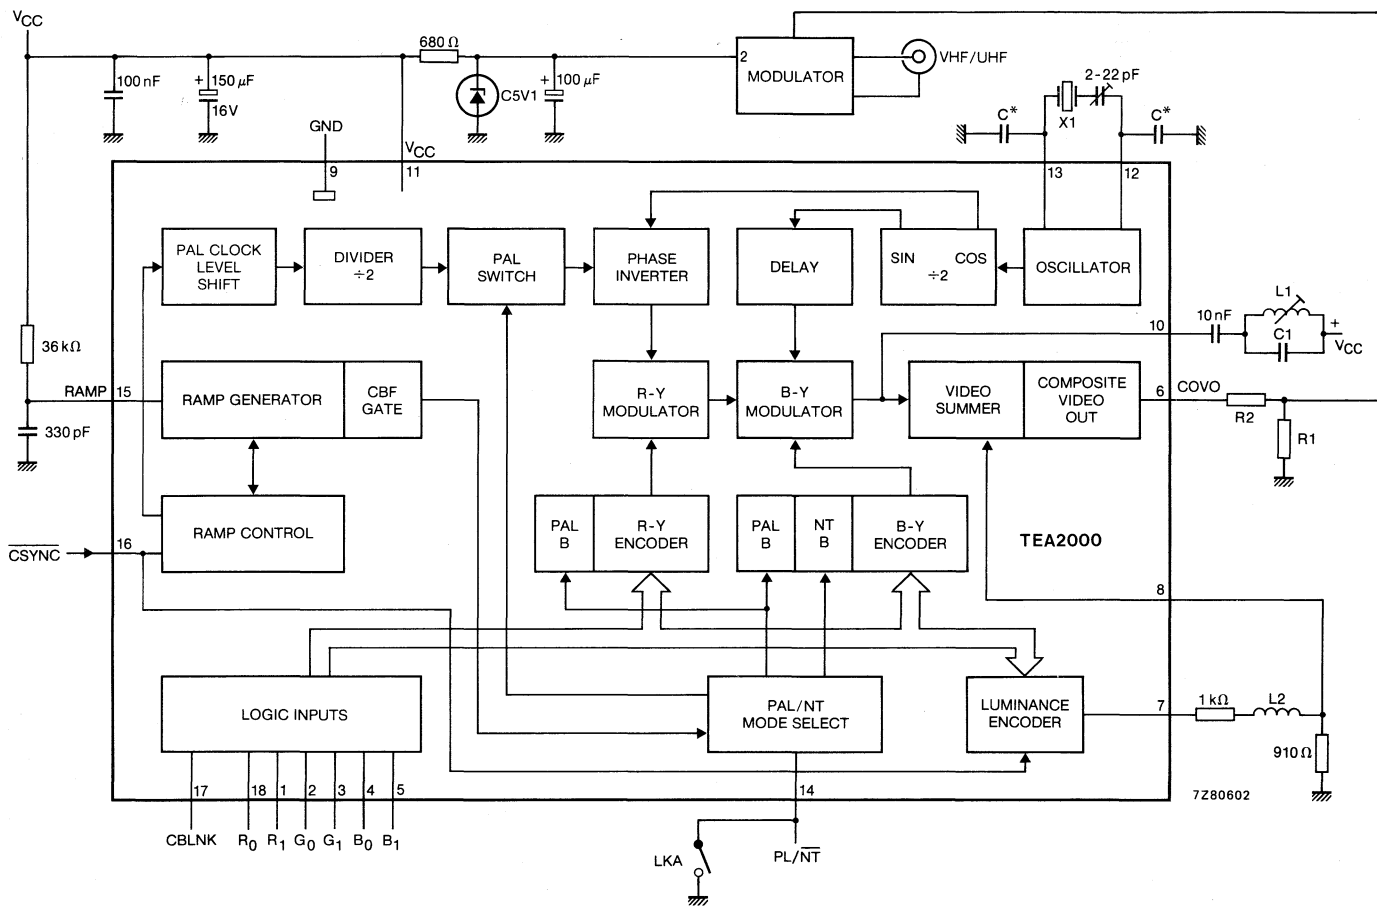 VCC
680 Ω
100 nF
+ 150 µF
16V
C5V1
+ 100 µF
2
MODULATOR
VHF/UHF
2-22 pF
X1
C*
C*
GND
9
VCC
11
13
12
PAL CLOCK
LEVEL
SHIFT
DIVIDER
÷2
PAL
SWITCH
PHASE
INVERTER
DELAY
SIN COS
÷2
OSCILLATOR
36 kΩ
RAMP
15
330 pF
RAMP GENERATOR
CBF
GATE
R-Y
MODULATOR
B-Y
MODULATOR
VIDEO
SUMMER
COMPOSITE
VIDEO
OUT
10
10 nF
L1
C1
+
VCC
6
COVO
R2
R1
RAMP CONTROL
CSYNC
16
PAL
B
R-Y
ENCODER
PAL
B
NT
B
B-Y
ENCODER
TEA2000
8
LOGIC INPUTS
PAL/NT
MODE SELECT
LUMINANCE
ENCODER
7
1 kΩ
L2
910 Ω
17
18
1
2
3
4
5
14
7Z80602
CBLNK
R0
R1
G0
G1
B0
B1
LKA
PL/NT